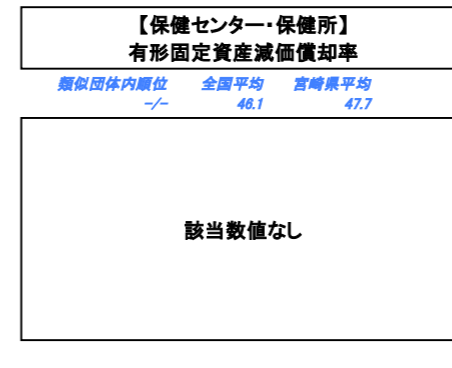 【保健センター・保健所】
有形固定資産減価償却率
類似団体内順位 全国平均 宮崎県平均
-/- 46.1 47.7
該当数値なし